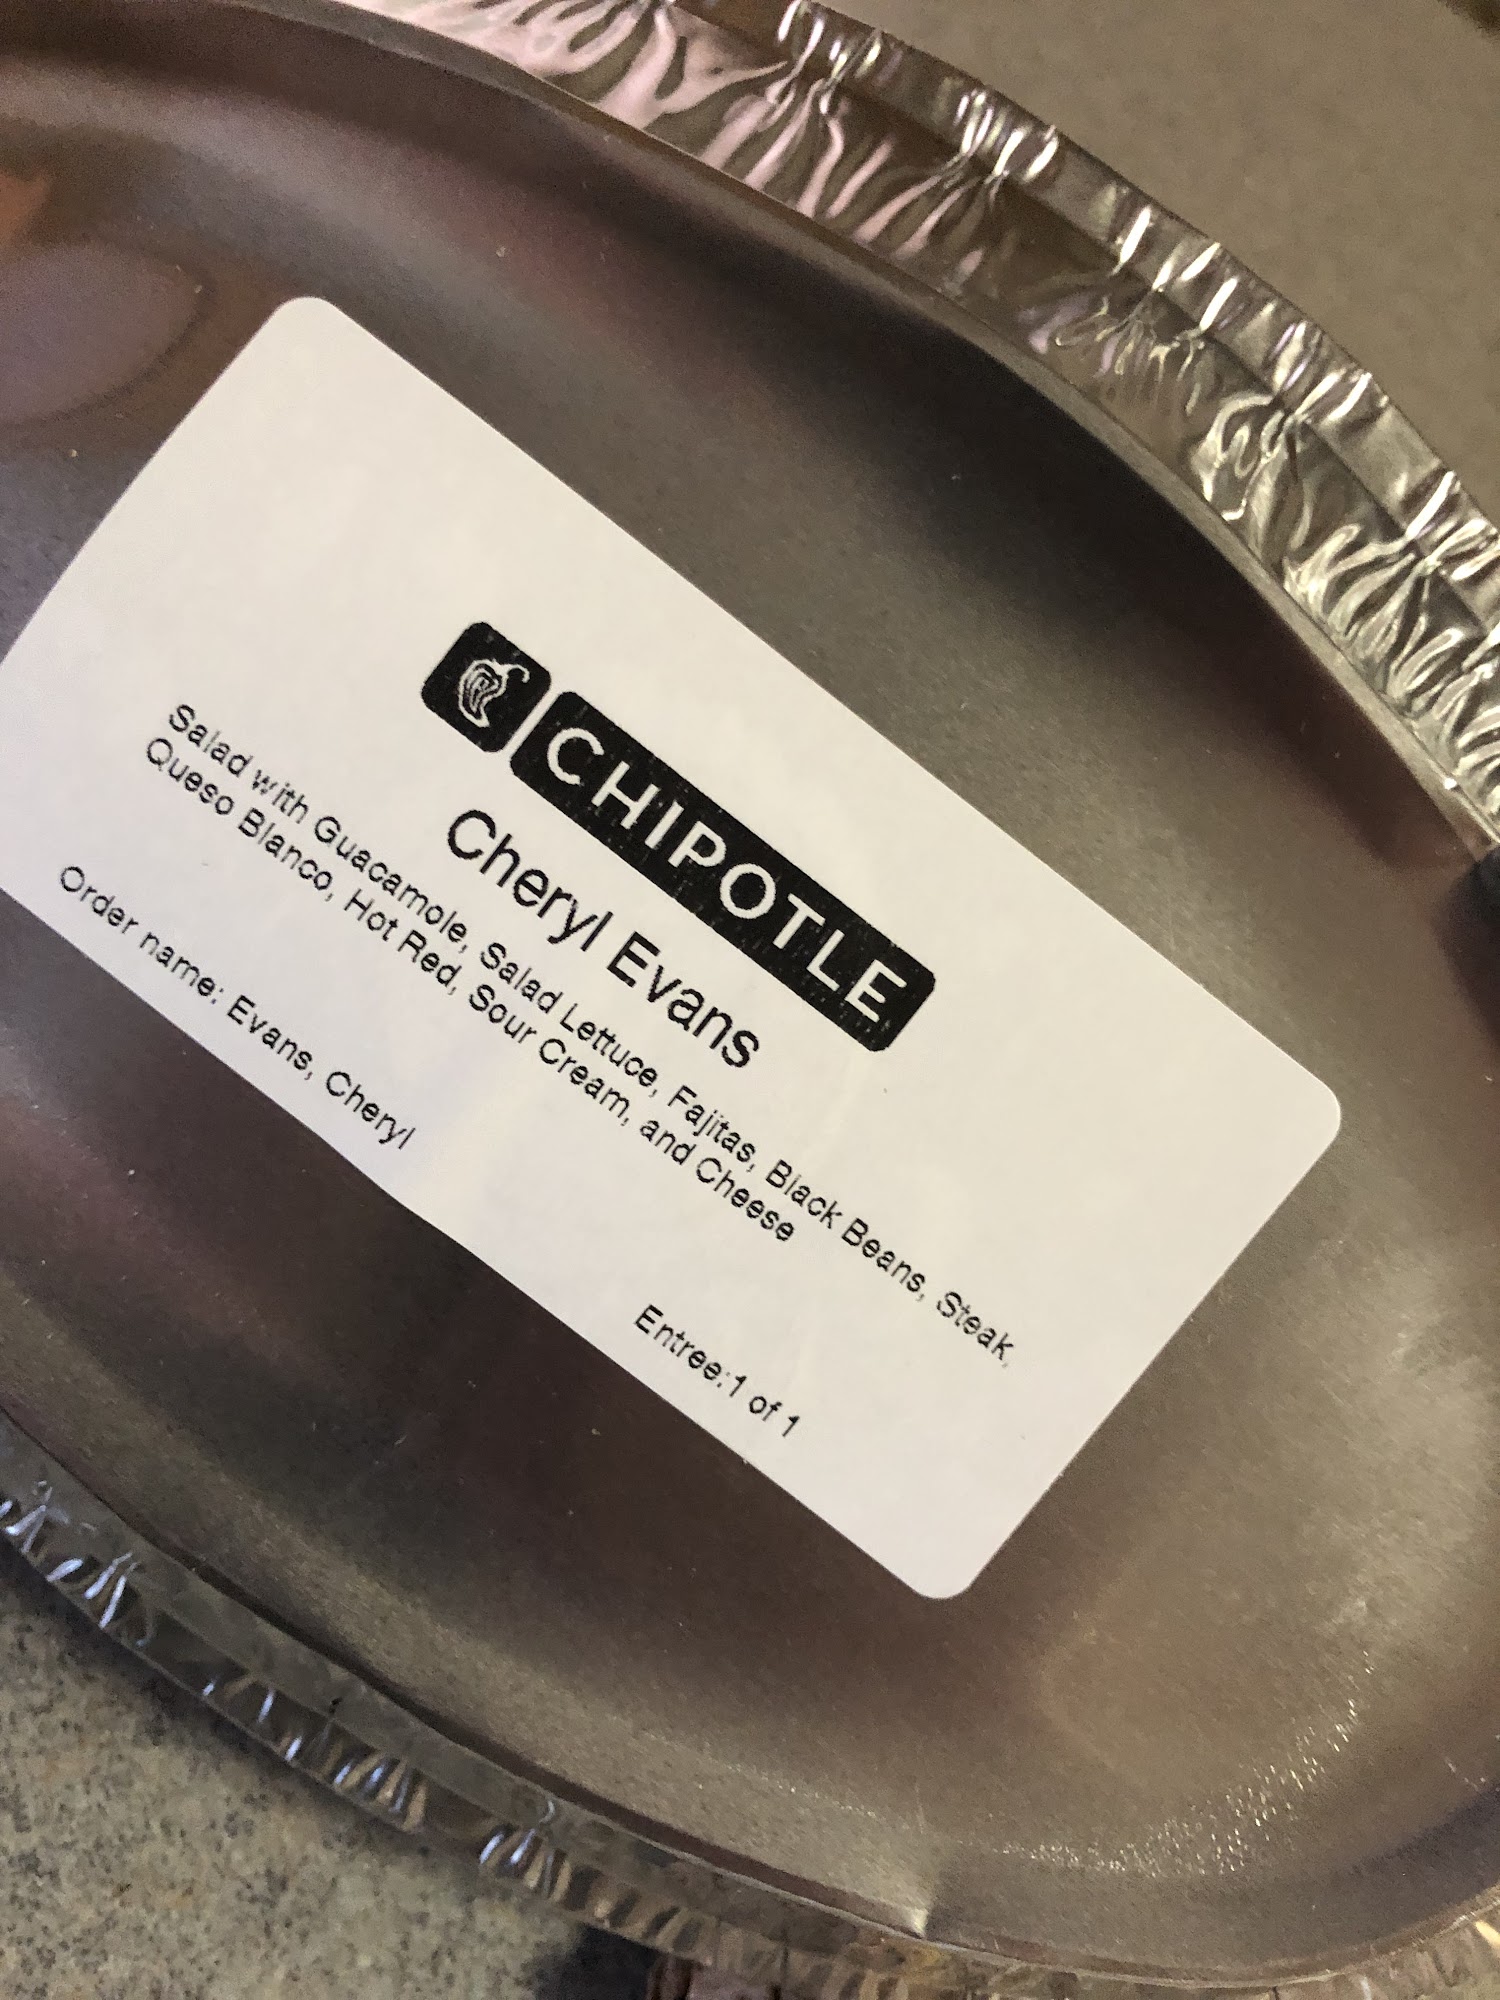 CHIPOTLE
Cheryl Evans
Salad with Guacamole, Salad Lettuce, Fajitas, Black Beans, Steak,
Queso Blanco, Hot Red, Sour Cream, and Cheese
Order name: Evans, Cheryl
Entree:1 of 1